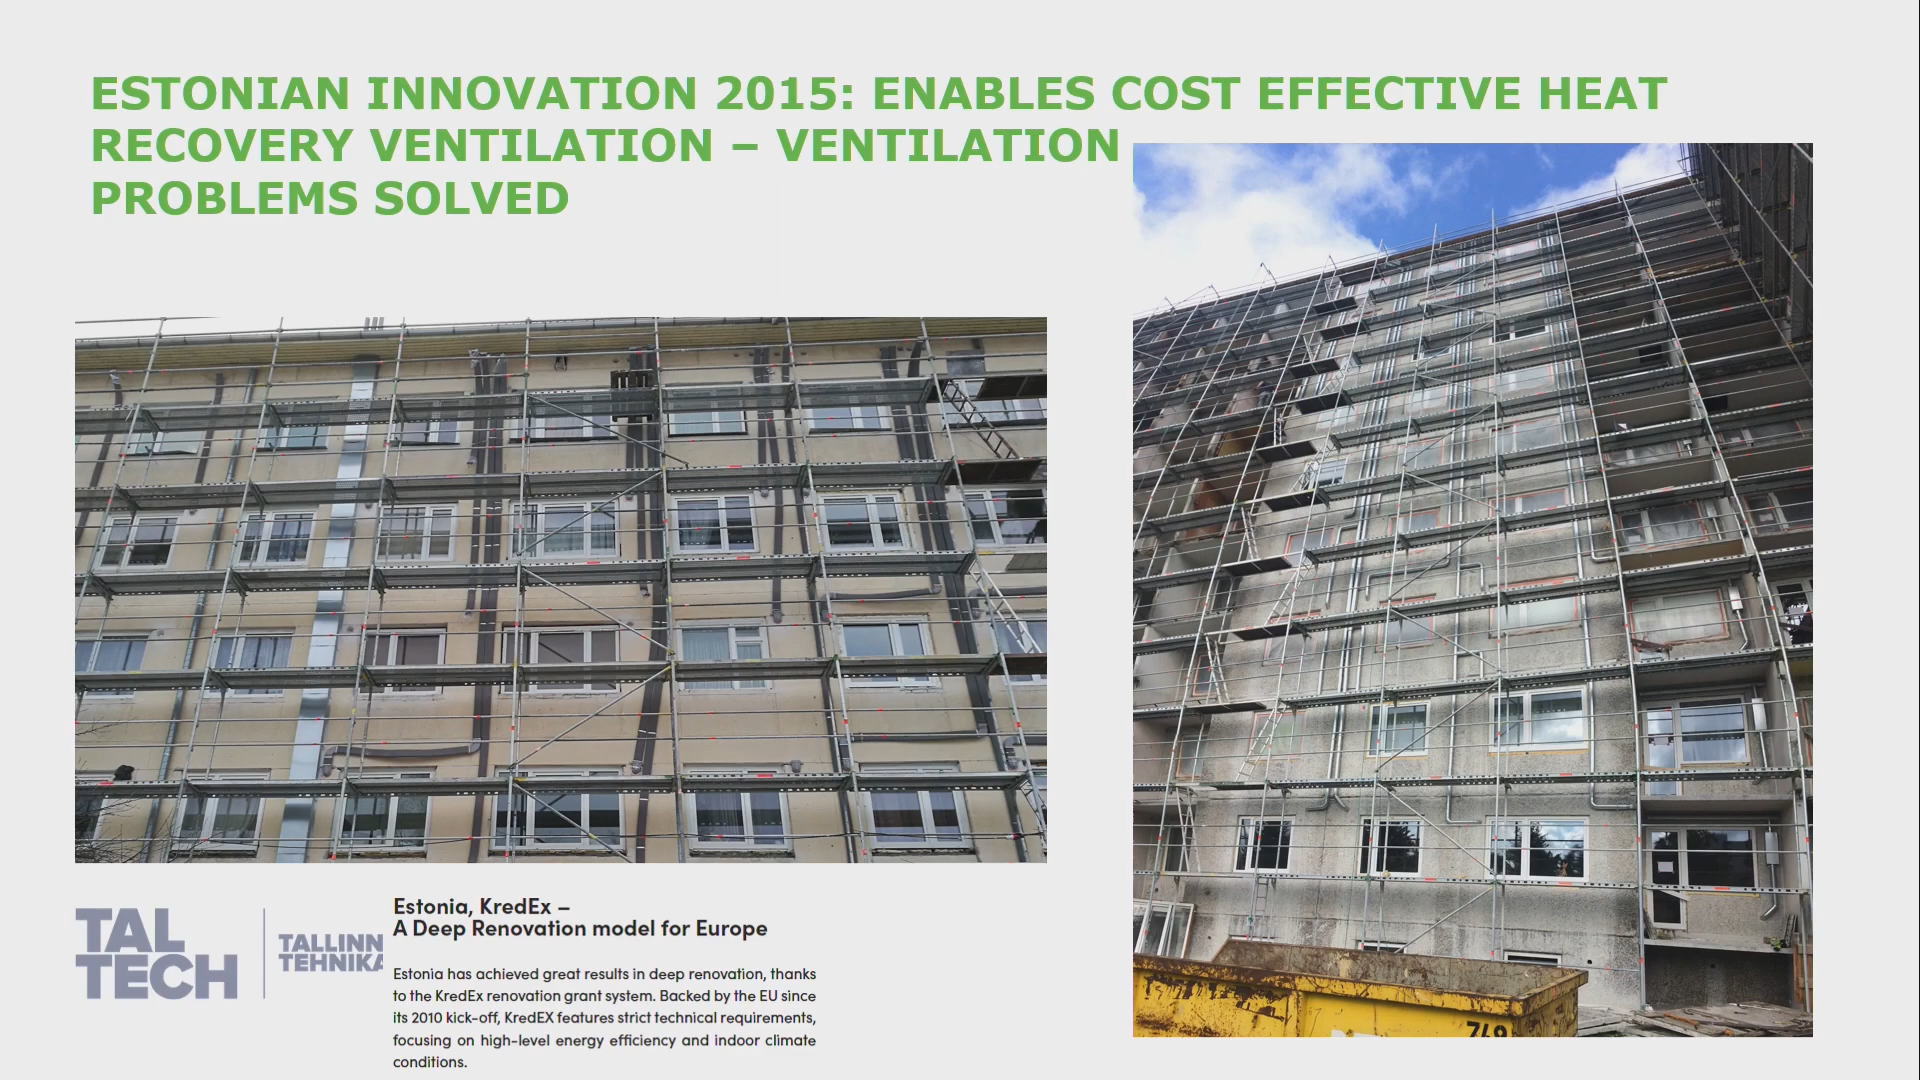 ESTONIAN INNOVATION 2015: ENABLES COST EFFECTIVE HEAT
RECOVERY VENTILATION – VENTILATION
PROBLEMS SOLVED
749
TAL
TECH
TALLINN
TEHNIKA
Estonia, KredEx –
A Deep Renovation model for Europe
Estonia has achieved great results in deep renovation, thanks
to the KredEx renovation grant system. Backed by the EU since
its 2010 kick-off, KredEX features strict technical requirements,
focusing on high-level energy efficiency and indoor climate
conditions.